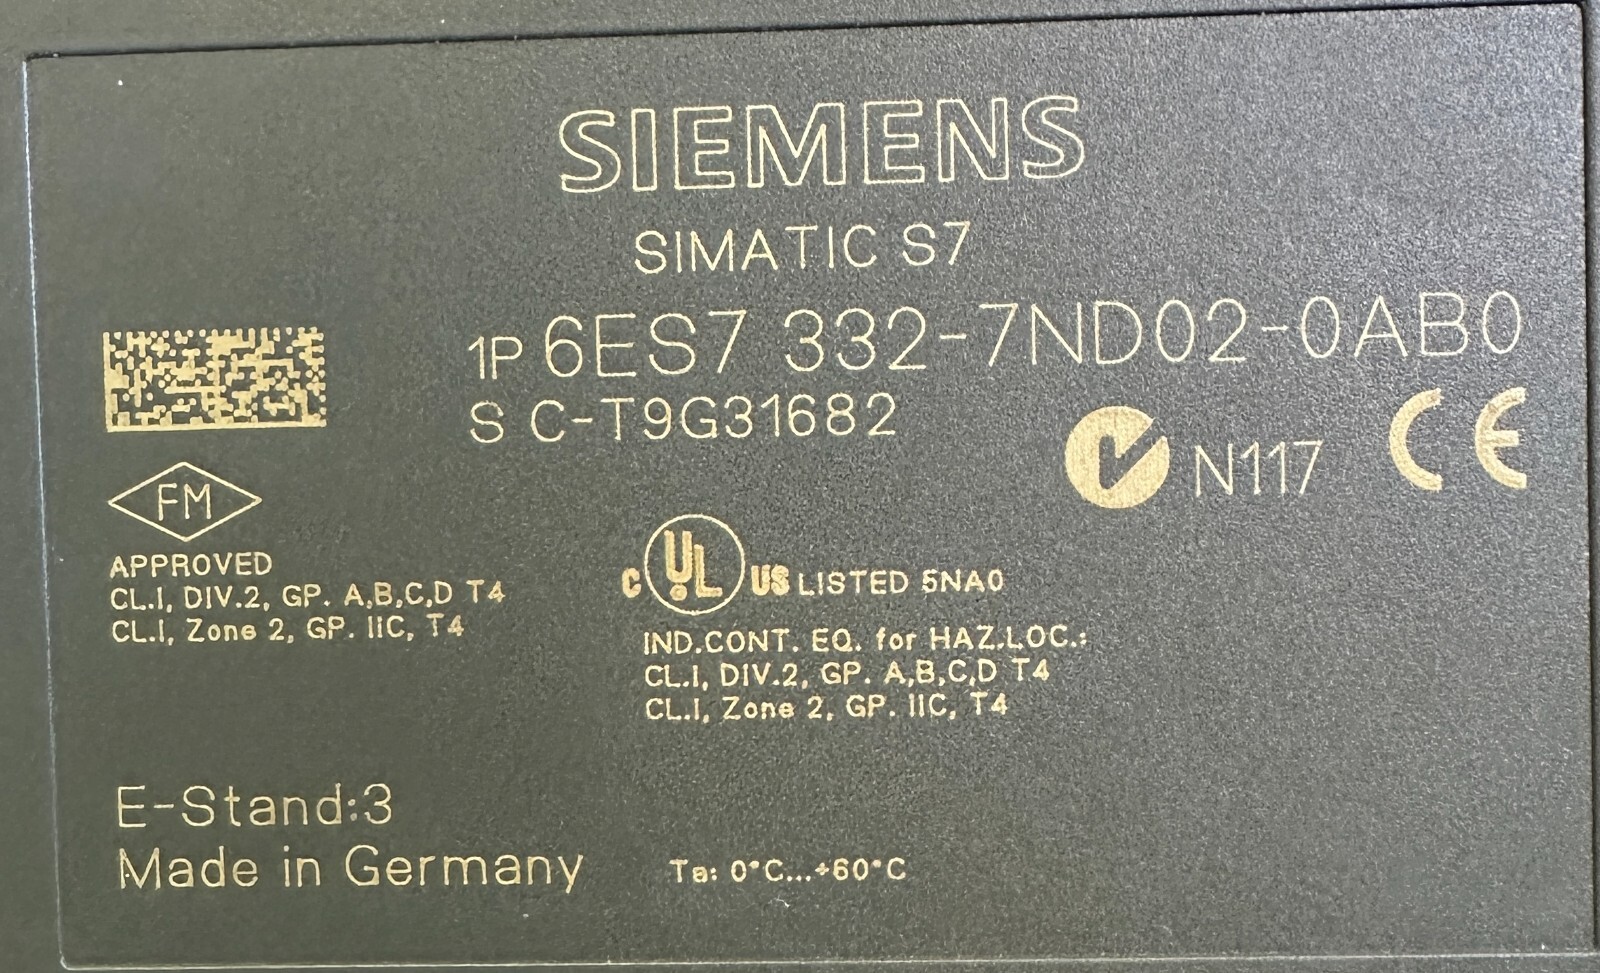 SIEMENS
SIMATIC S7
1P 6ES7 332-7ND02-0AB0
S C-T9G31682
N117 CE
FM
APPROVED
CL.I, DIV.2, GP. A,B,C,D T4
CL.I, Zone 2, GP. IIC, T4
C UL US LISTED 5NA0
IND.CONT. EQ. for HAZ.LOC.:
CL.I, DIV.2, GP. A,B,C,D T4
CL.I, Zone 2, GP. IIC, T4
E-Stand:3
Made in Germany
Ta: 0°C...+60°C